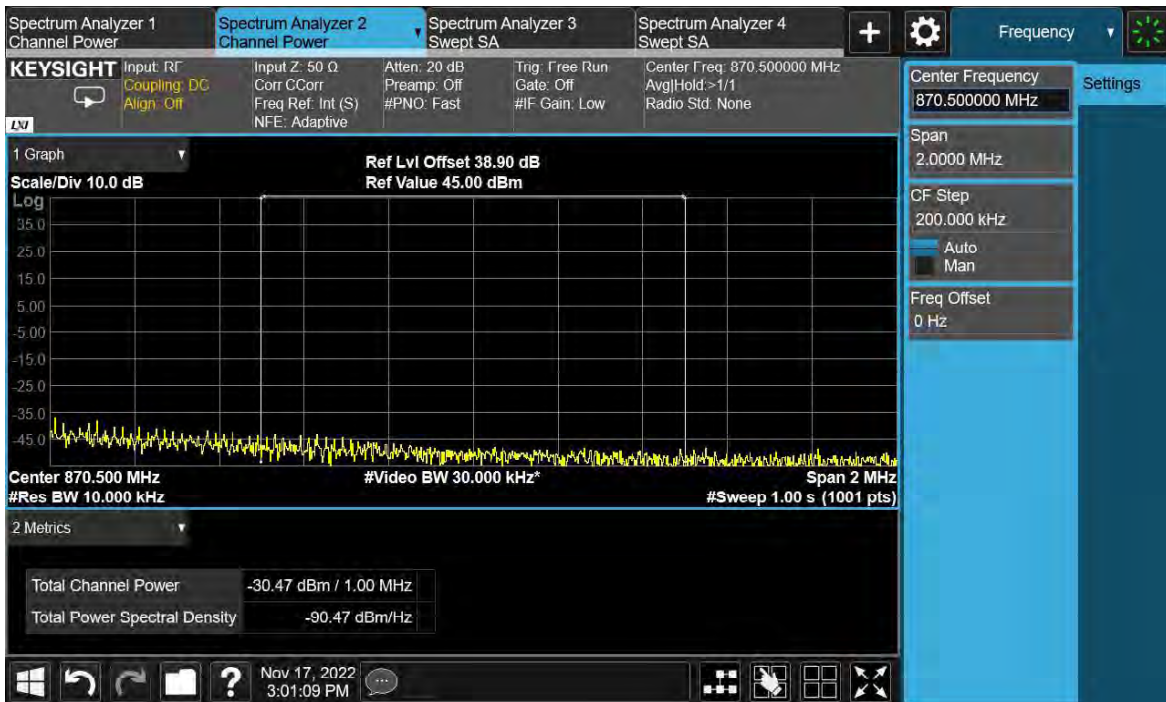 Spectrum Analyzer 1
Channel Power
Spectrum Analyzer 2
Channel Power
Spectrum Analyzer 3
Swept SA
Spectrum Analyzer 4
Swept SA
+
Frequency
KEYSIGHT
LXI
Input: RF
Coupling: DC
Align: Off
Input Z: 50 Ω
Corr CCorr
Freq Ref: Int (S)
NFE: Adaptive
Atten: 20 dB
Preamp: Off
#PNO: Fast
Trig: Free Run
Gate: Off
#IF Gain: Low
Center Freq: 870.500000 MHz
Avg|Hold:>1/1
Radio Std: None
Center Frequency
870.500000 MHz
Settings
Span
2.0000 MHz
CF Step
200.000 kHz
Auto
Man
Freq Offset
0 Hz
1 Graph
Scale/Div 10.0 dB
Ref Lvl Offset 38.90 dB
Ref Value 45.00 dBm
Log
35.0
25.0
15.0
5.00
-5.00
-15.0
-25.0
-35.0
-45.0
Center 870.500 MHz
#Video BW 30.000 kHz*
Span 2 MHz
#Res BW 10.000 kHz
#Sweep 1.00 s (1001 pts)
2 Metrics
Total Channel Power -30.47 dBm / 1.00 MHz
Total Power Spectral Density -90.47 dBm/Hz
?
Nov 17, 2022
3:01:09 PM